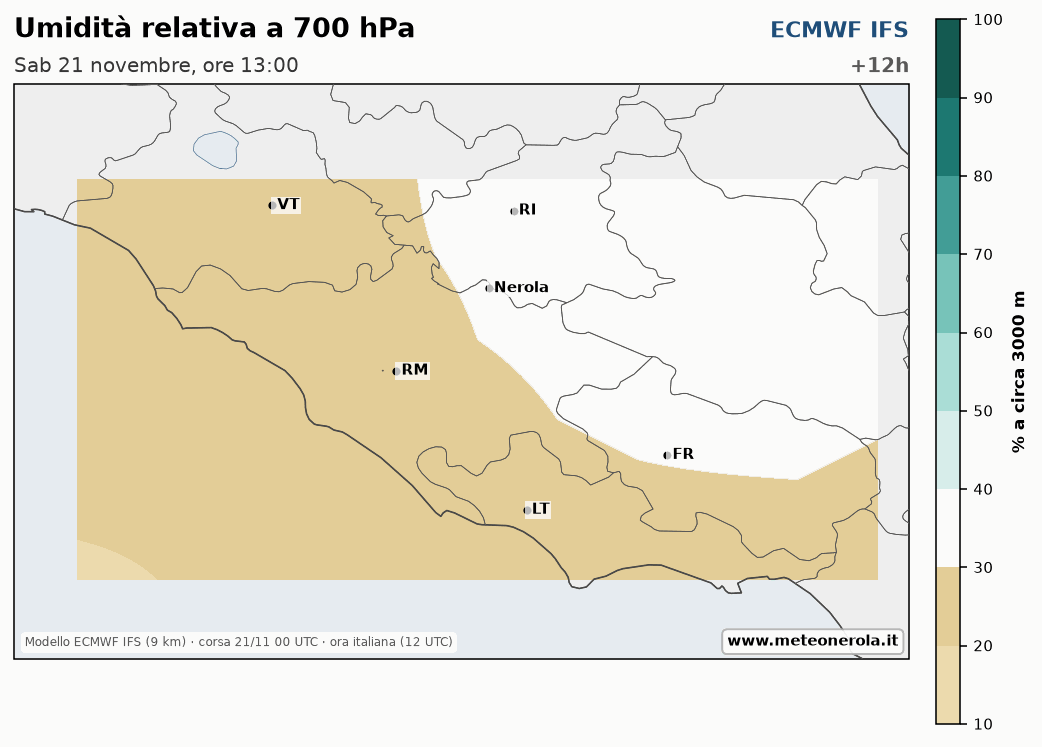 Umidità relativa a 700 hPa
ECMWF IFS
Sab 21 novembre, ore 13:00
+12h
VT
RI
Nerola
RM
FR
LT
Modello ECMWF IFS (9 km) · corsa 21/11 00 UTC · ora italiana (12 UTC)
www.meteonerola.it
100
90
80
70
60
50
40
30
20
10
% a circa 3000 m